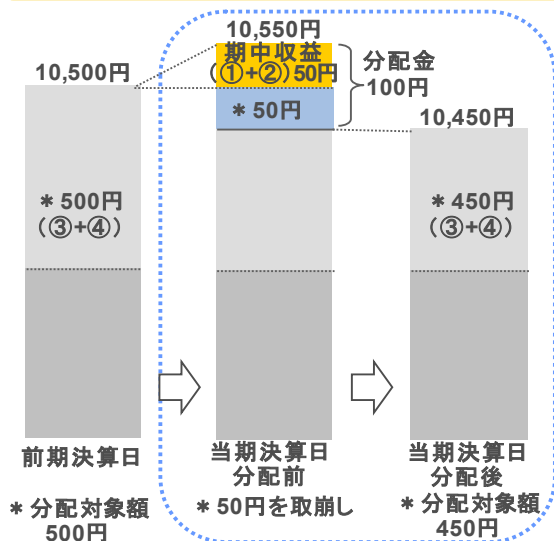 10,550円
期中収益
(①+②)50円
分配金
100円
10,500円
＊50円
10,450円
＊500円
(③+④)
＊450円
(③+④)
前期決算日
当期決算日
分配前
当期決算日
分配後
＊分配対象額
500円
＊50円を取崩し
＊分配対象額
450円